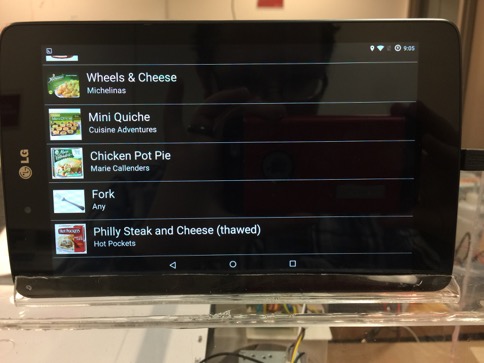 9:05
Wheels & Cheese
Michelinas
Mini Quiche
Cuisine Adventures
Chicken Pot Pie
Marie Callenders
Fork
Any
Philly Steak and Cheese (thawed)
Hot Pockets
LG